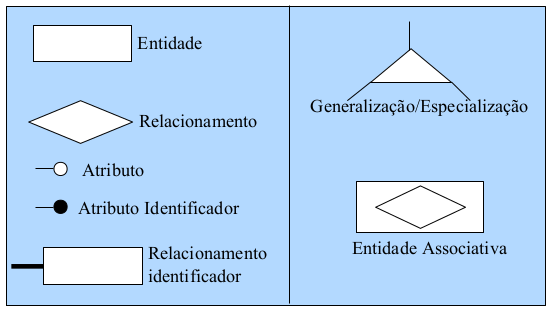 Entidade
Relacionamento
Atributo
Atributo Identificador
Relacionamento
identificador
Generalização/Especialização
Entidade Associativa